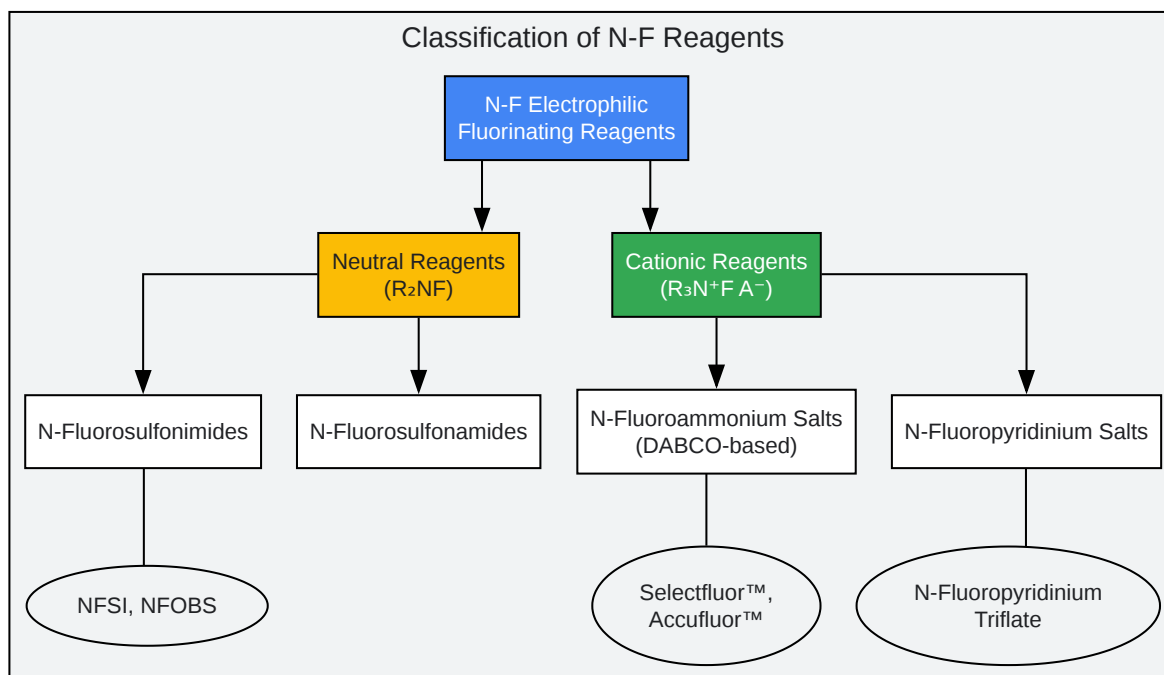 Classification of N-F Reagents
N-F Electrophilic
Fluorinating Reagents
Neutral Reagents
(R₂NF)
Cationic Reagents
(R₃N⁺F A⁻)
N-Fluorosulfonimides
N-Fluorosulfonamides
N-Fluoroammonium Salts
(DABCO-based)
N-Fluoropyridinium Salts
NFSI, NFOBS
Selectfluor™,
Accufluor™
N-Fluoropyridinium
Triflate